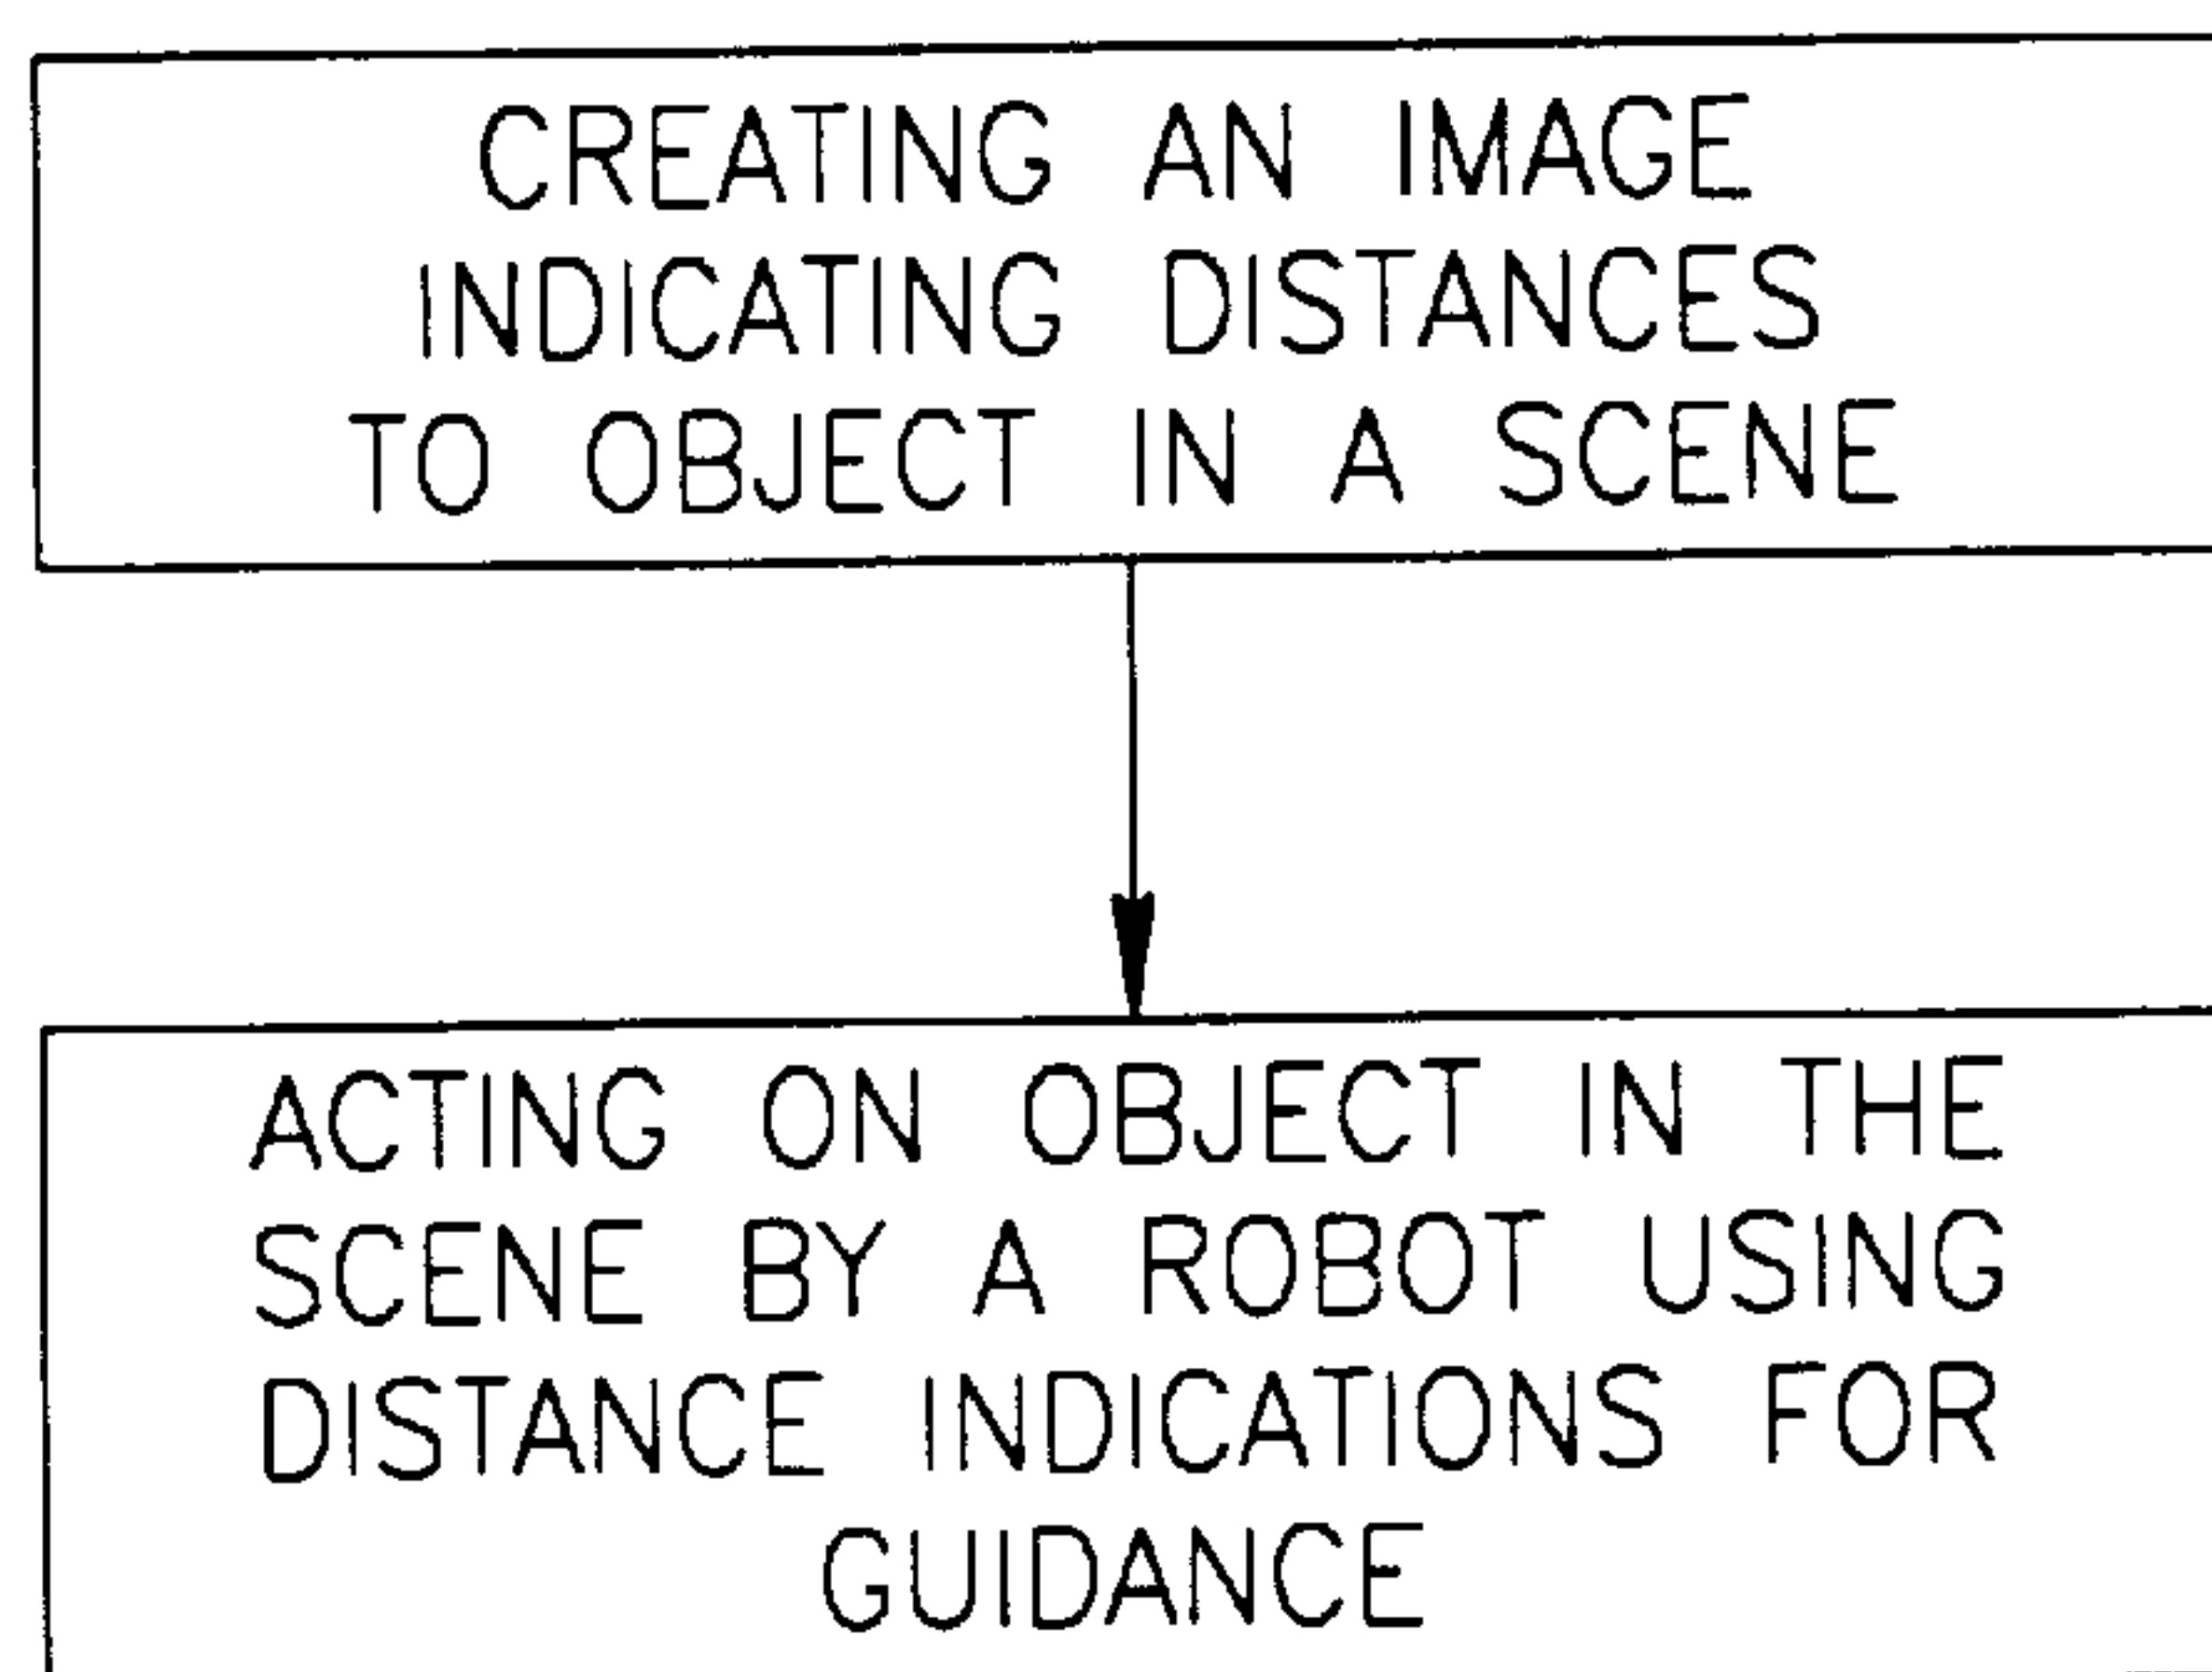 CREATING AN IMAGE
INDICATING DISTANCES
TO OBJECT IN A SCENE
ACTING ON OBJECT IN THE
SCENE BY A ROBOT USING
DISTANCE INDICATIONS FOR
GUIDANCE